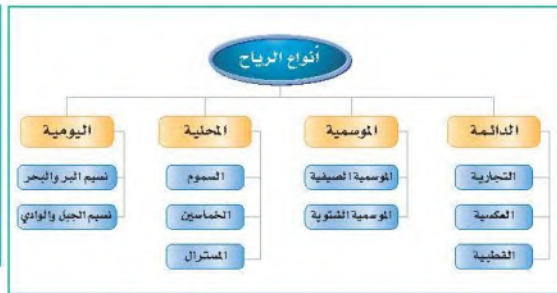 أنواع الرياح
الدائمة
التجارية
العكسية
القطبية
الموسمية
الموسمية الصيفية
الموسمية الشتوية
المحلية
السموم
الخماسين
المسترال
اليومية
نسيم البر والبحر
نسيم الجبل والوادي